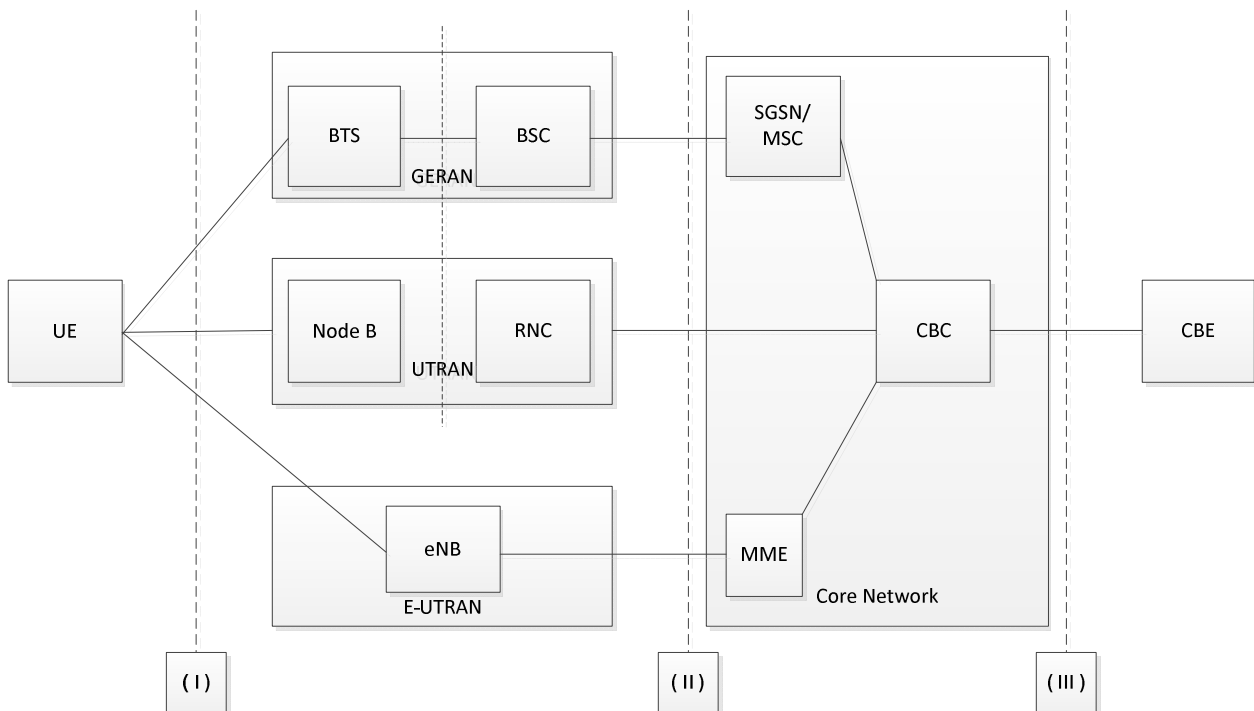 BTS
BSC
SGSN/
MSC
GERAN
UE
Node B
RNC
CBC
CBE
UTRAN
eNB
MME
E-UTRAN
Core Network
( I )
( II )
( III )